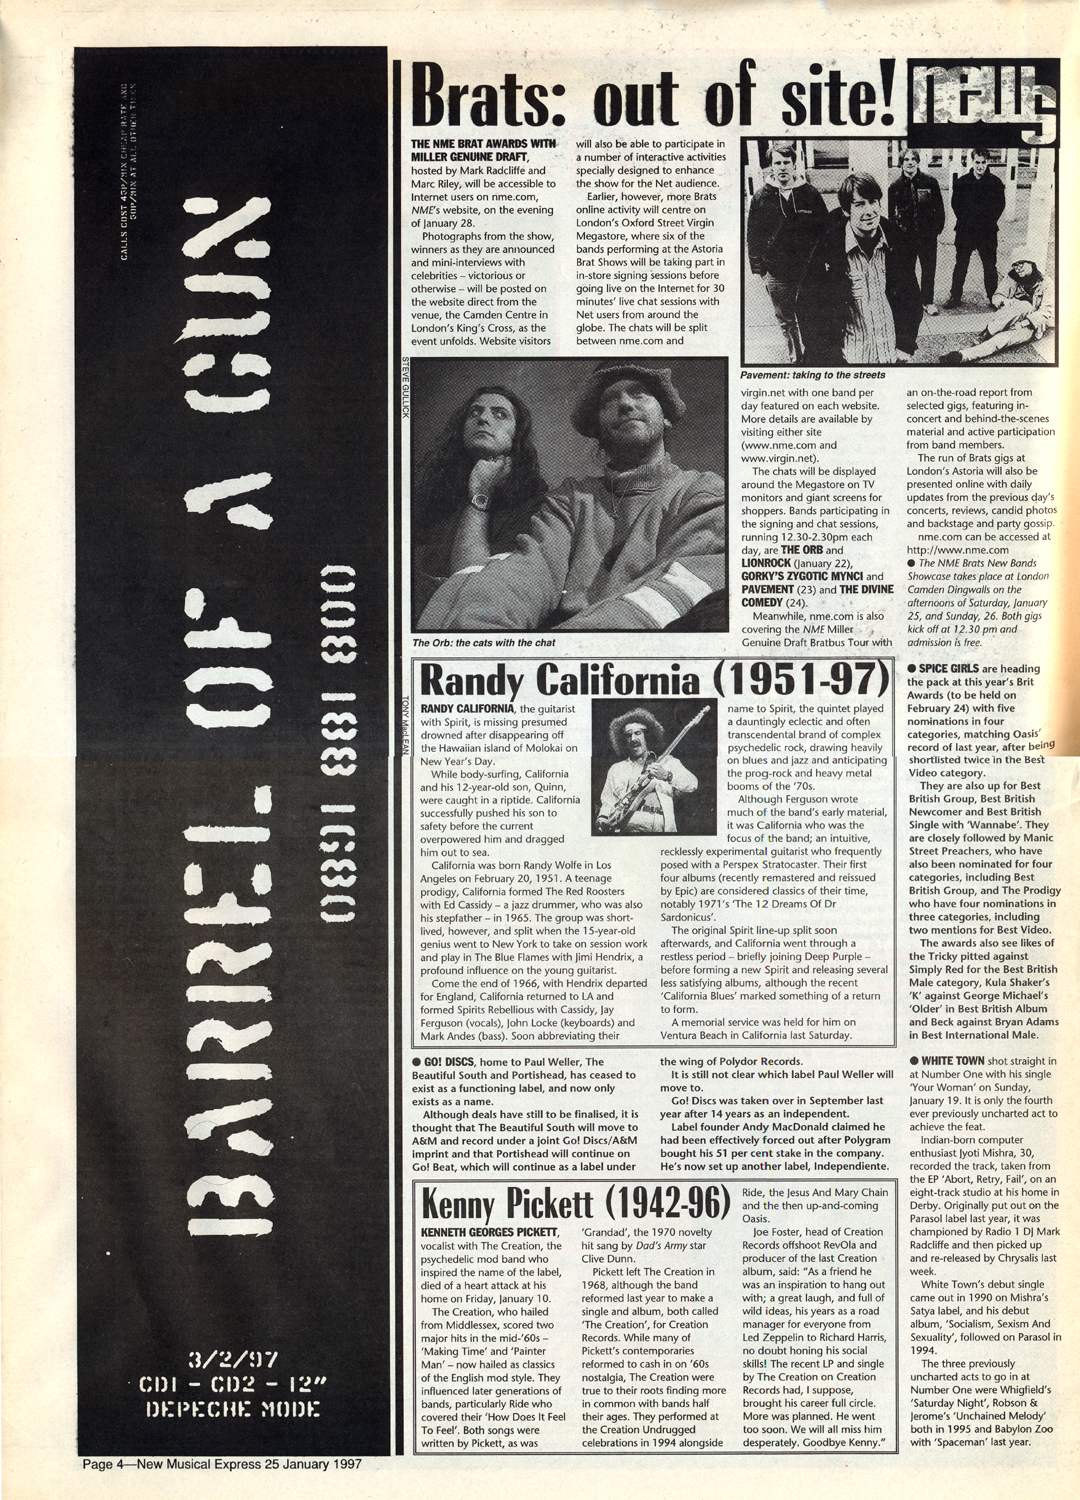 CALLS COST 45P/MIN CHEAP RATE AND
50P/MIN AT ALL OTHER TIMES
BARREL OF A GUN
0891 881 800
3/2/97
CD1 – CD2 – 12"
DEPECHE MODE
Brats: out of site!
news
THE NME BRAT AWARDS WITH
MILLER GENUINE DRAFT,
hosted by Mark Radcliffe and
Marc Riley, will be accessible to
Internet users on nme.com,
NME's website, on the evening
of January 28.
Photographs from the show,
winners as they are announced
and mini-interviews with
celebrities – victorious or
otherwise – will be posted on
the website direct from the
venue, the Camden Centre in
London's King's Cross, as the
event unfolds. Website visitors
will also be able to participate in
a number of interactive activities
specially designed to enhance
the show for the Net audience.
Earlier, however, more Brats
online activity will centre on
London's Oxford Street Virgin
Megastore, where six of the
bands performing at the Astoria
Brat Shows will be taking part in
in-store signing sessions before
going live on the Internet for 30
minutes' live chat sessions with
Net users from around the
globe. The chats will be split
between nme.com and
Pavement: taking to the streets
STEVE GULLICK
The Orb: the cats with the chat
virgin.net with one band per
day featured on each website.
More details are available by
visiting either site
(www.nme.com and
www.virgin.net).
The chats will be displayed
around the Megastore on TV
monitors and giant screens for
shoppers. Bands participating in
the signing and chat sessions,
running 12.30-2.30pm each
day, are THE ORB and
LIONROCK (January 22),
GORKY'S ZYGOTIC MYNCI and
PAVEMENT (23) and THE DIVINE
COMEDY (24).
Meanwhile, nme.com is also
covering the NME Miller
Genuine Draft Bratbus Tour with
an on-the-road report from
selected gigs, featuring in-
concert and behind-the-scenes
material and active participation
from band members.
The run of Brats gigs at
London's Astoria will also be
presented online with daily
updates from the previous day's
concerts, reviews, candid photos
and backstage and party gossip.
nme.com can be accessed at
http://www.nme.com
● The NME Brats New Bands
Showcase takes place at London
Camden Dingwalls on the
afternoons of Saturday, January
25, and Sunday, 26. Both gigs
kick off at 12.30 pm and
admission is free.
Randy California (1951-97)
TONY MacLEAN
RANDY CALIFORNIA, the guitarist
with Spirit, is missing presumed
drowned after disappearing off
the Hawaiian island of Molokai on
New Year's Day.
While body-surfing, California
and his 12-year-old son, Quinn,
were caught in a riptide. California
successfully pushed his son to
safety before the current
overpowered him and dragged
him out to sea.
California was born Randy Wolfe in Los
Angeles on February 20, 1951. A teenage
prodigy, California formed The Red Roosters
with Ed Cassidy – a jazz drummer, who was also
his stepfather – in 1965. The group was short-
lived, however, and split when the 15-year-old
genius went to New York to take on session work
and play in The Blue Flames with Jimi Hendrix, a
profound influence on the young guitarist.
Come the end of 1966, with Hendrix departed
for England, California returned to LA and
formed Spirits Rebellious with Cassidy, Jay
Ferguson (vocals), John Locke (keyboards) and
Mark Andes (bass). Soon abbreviating their
name to Spirit, the quintet played
a dauntingly eclectic and often
transcendental brand of complex
psychedelic rock, drawing heavily
on blues and jazz and anticipating
the prog-rock and heavy metal
booms of the '70s.
Although Ferguson wrote
much of the band's early material,
it was California who was the
focus of the band; an intuitive,
recklessly experimental guitarist who frequently
posed with a Perspex Stratocaster. Their first
four albums (recently remastered and reissued
by Epic) are considered classics of their time,
notably 1971's 'The 12 Dreams Of Dr
Sardonicus'.
The original Spirit line-up split soon
afterwards, and California went through a
restless period – briefly joining Deep Purple –
before forming a new Spirit and releasing several
less satisfying albums, although the recent
'California Blues' marked something of a return
to form.
A memorial service was held for him on
Ventura Beach in California last Saturday.
● SPICE GIRLS are heading
the pack at this year's Brit
Awards (to be held on
February 24) with five
nominations in four
categories, matching Oasis'
record of last year, after being
shortlisted twice in the Best
Video category.
They are also up for Best
British Group, Best British
Newcomer and Best British
Single with 'Wannabe'. They
are closely followed by Manic
Street Preachers, who have
also been nominated for four
categories, including Best
British Group, and The Prodigy
who have four nominations in
three categories, including
two mentions for Best Video.
The awards also see likes of
the Tricky pitted against
Simply Red for the Best British
Male category, Kula Shaker's
'K' against George Michael's
'Older' in Best British Album
and Beck against Bryan Adams
in Best International Male.
● GO! DISCS, home to Paul Weller, The
Beautiful South and Portishead, has ceased to
exist as a functioning label, and now only
exists as a name.
Although deals have still to be finalised, it is
thought that The Beautiful South will move to
A&M and record under a joint Go! Discs/A&M
imprint and that Portishead will continue on
Go! Beat, which will continue as a label under
the wing of Polydor Records.
It is still not clear which label Paul Weller will
move to.
Go! Discs was taken over in September last
year after 14 years as an independent.
Label founder Andy MacDonald claimed he
had been effectively forced out after Polygram
bought his 51 per cent stake in the company.
He's now set up another label, Independiente.
● WHITE TOWN shot straight in
at Number One with his single
'Your Woman' on Sunday,
January 19. It is only the fourth
ever previously uncharted act to
achieve the feat.
Indian-born computer
enthusiast Jyoti Mishra, 30,
recorded the track, taken from
the EP 'Abort, Retry, Fail', on an
eight-track studio at his home in
Derby. Originally put out on the
Parasol label last year, it was
championed by Radio 1 DJ Mark
Radcliffe and then picked up
and re-released by Chrysalis last
week.
White Town's debut single
came out in 1990 on Mishra's
Satya label, and his debut
album, 'Socialism, Sexism And
Sexuality', followed on Parasol in
1994.
The three previously
uncharted acts to go in at
Number One were Whigfield's
'Saturday Night', Robson &
Jerome's 'Unchained Melody'
both in 1995 and Babylon Zoo
with 'Spaceman' last year.
Kenny Pickett (1942-96)
KENNETH GEORGES PICKETT,
vocalist with The Creation, the
psychedelic mod band who
inspired the name of the label,
died of a heart attack at his
home on Friday, January 10.
The Creation, who hailed
from Middlessex, scored two
major hits in the mid-'60s –
'Making Time' and 'Painter
Man' – now hailed as classics
of the English mod style. They
influenced later generations of
bands, particularly Ride who
covered their 'How Does It Feel
To Feel'. Both songs were
written by Pickett, as was
'Grandad', the 1970 novelty
hit sang by Dad's Army star
Clive Dunn.
Pickett left The Creation in
1968, although the band
reformed last year to make a
single and album, both called
'The Creation', for Creation
Records. While many of
Pickett's contemporaries
reformed to cash in on '60s
nostalgia, The Creation were
true to their roots finding more
in common with bands half
their ages. They performed at
the Creation Undrugged
celebrations in 1994 alongside
Ride, the Jesus And Mary Chain
and the then up-and-coming
Oasis.
Joe Foster, head of Creation
Records offshoot RevOla and
producer of the last Creation
album, said: "As a friend he
was an inspiration to hang out
with; a great laugh, and full of
wild ideas, his years as a road
manager for everyone from
Led Zeppelin to Richard Harris,
no doubt honing his social
skills! The recent LP and single
by The Creation on Creation
Records had, I suppose,
brought his career full circle.
More was planned. He went
too soon. We will all miss him
desperately. Goodbye Kenny."
Page 4—New Musical Express 25 January 1997